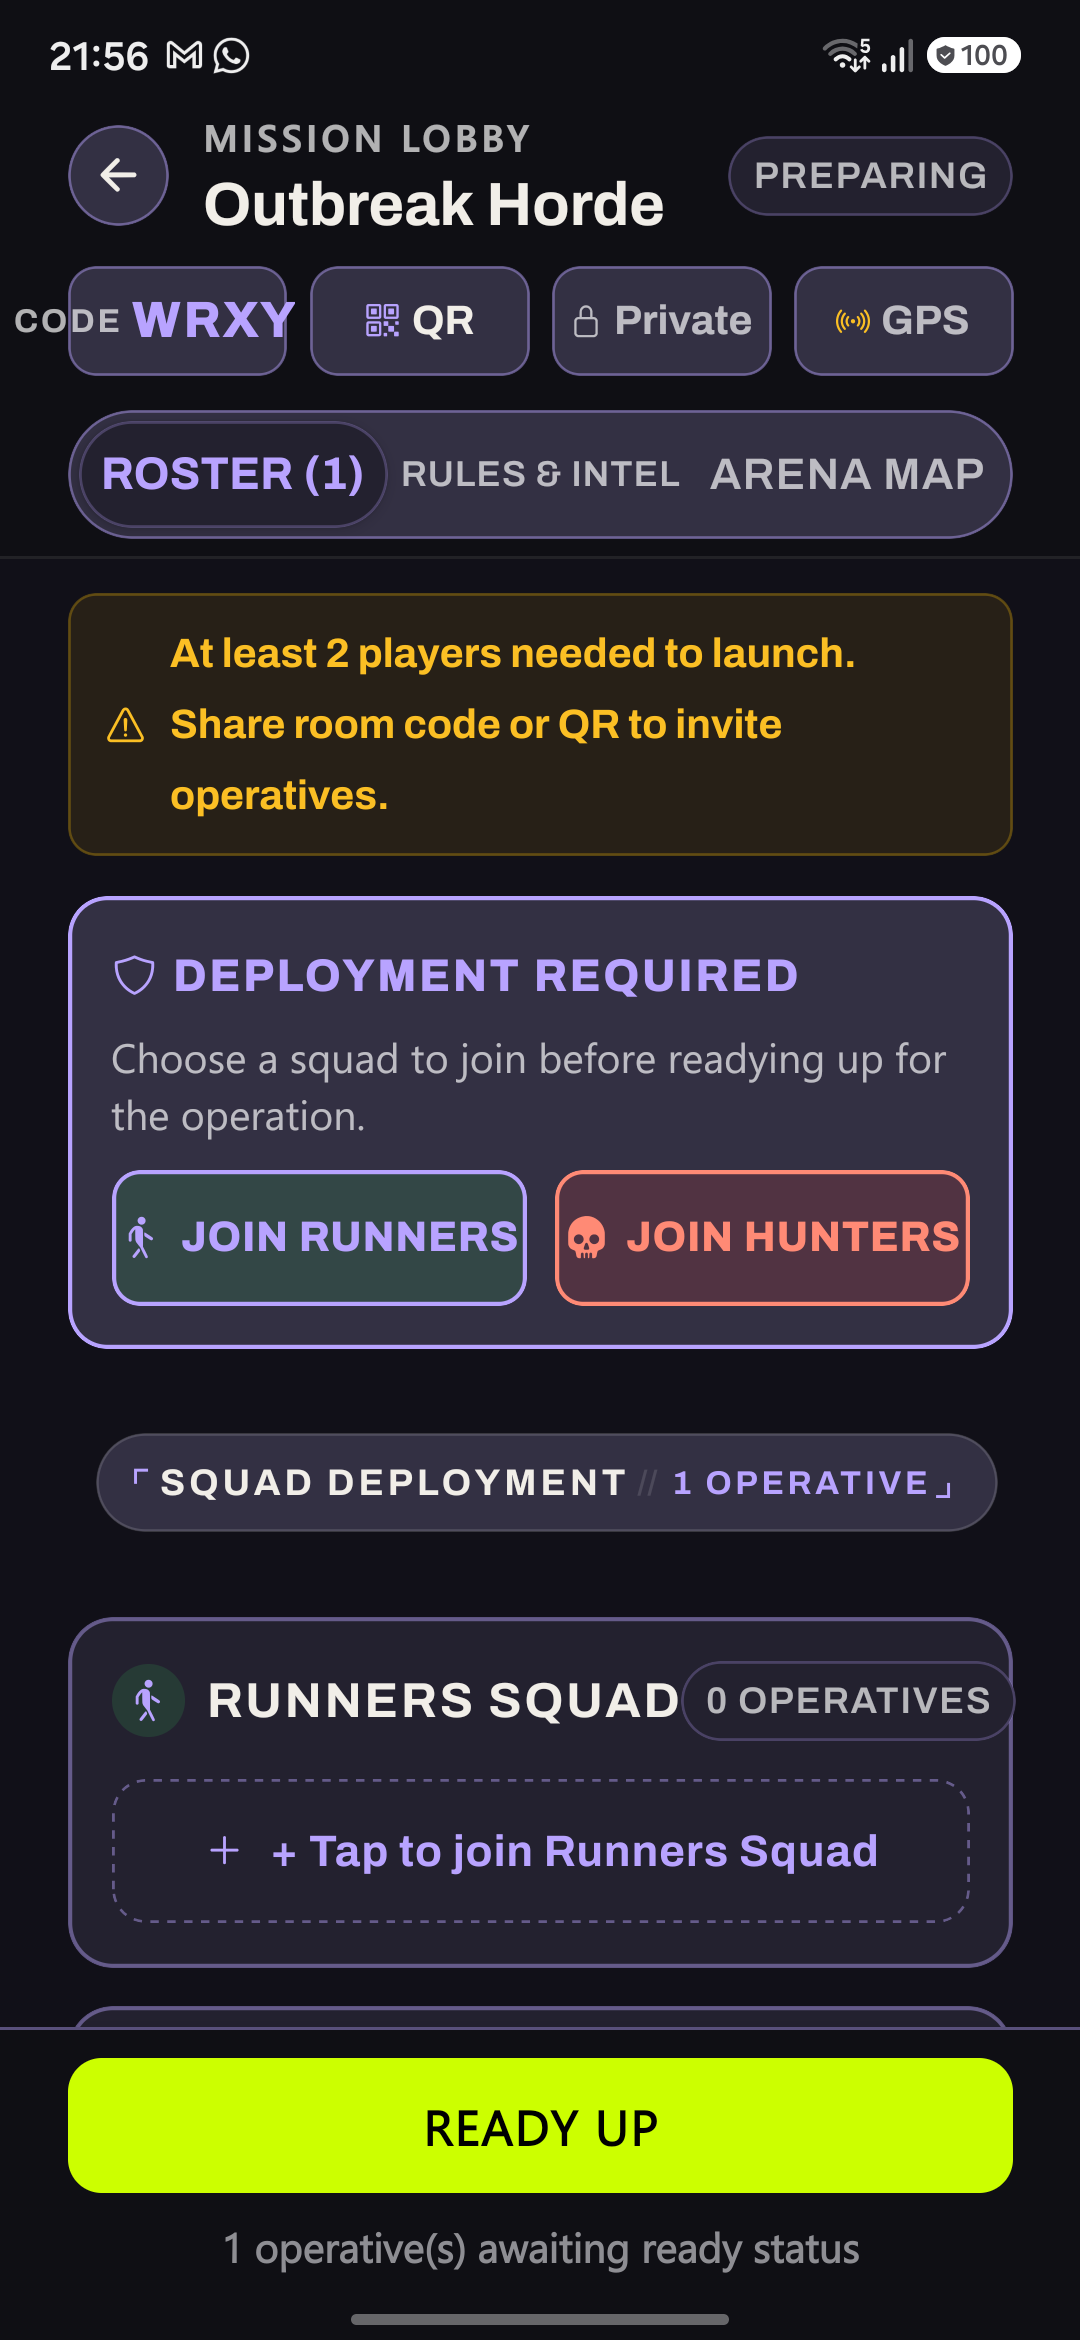 21:56
5
100
MISSION LOBBY
Outbreak Horde
PREPARING
CODE WRXY
QR
Private
GPS
ROSTER (1)
RULES & INTEL
ARENA MAP
At least 2 players needed to launch.
Share room code or QR to invite
operatives.
DEPLOYMENT REQUIRED
Choose a squad to join before readying up for
the operation.
JOIN RUNNERS
JOIN HUNTERS
「 SQUAD DEPLOYMENT // 1 OPERATIVE 」
RUNNERS SQUAD
0 OPERATIVES
+ Tap to join Runners Squad
READY UP
1 operative(s) awaiting ready status